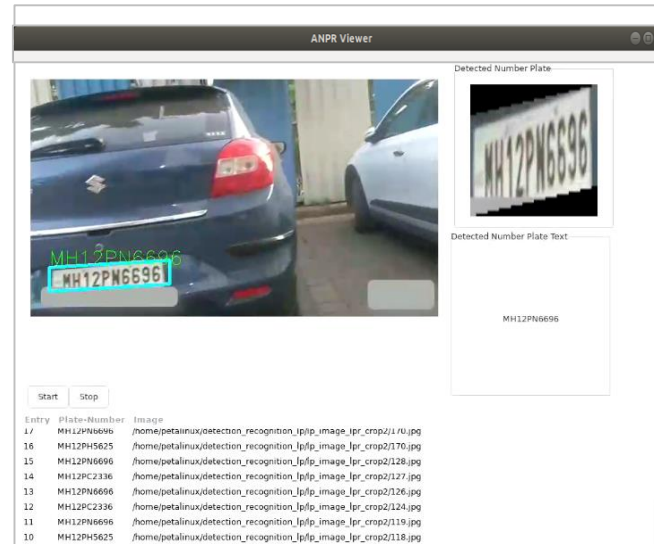 ANPR Viewer
Detected Number Plate
MH12PN6696
MH12PN6696
MH12PN6696
Detected Number Plate Text
MH12PN6696
Start Stop
Entry Plate-Number Image
17 MH12PN6696 /home/petalinux/detection_recognition_lp/lp_image_lpr_crop2/170.jpg
16 MH12PH5625 /home/petalinux/detection_recognition_lp/lp_image_lpr_crop2/170.jpg
15 MH12PN6696 /home/petalinux/detection_recognition_lp/lp_image_lpr_crop2/128.jpg
14 MH12PC2336 /home/petalinux/detection_recognition_lp/lp_image_lpr_crop2/127.jpg
13 MH12PN6696 /home/petalinux/detection_recognition_lp/lp_image_lpr_crop2/126.jpg
12 MH12PC2336 /home/petalinux/detection_recognition_lp/lp_image_lpr_crop2/124.jpg
11 MH12PN6696 /home/petalinux/detection_recognition_lp/lp_image_lpr_crop2/119.jpg
10 MH12PH5625 /home/petalinux/detection_recognition_lp/lp_image_lpr_crop2/118.jpg